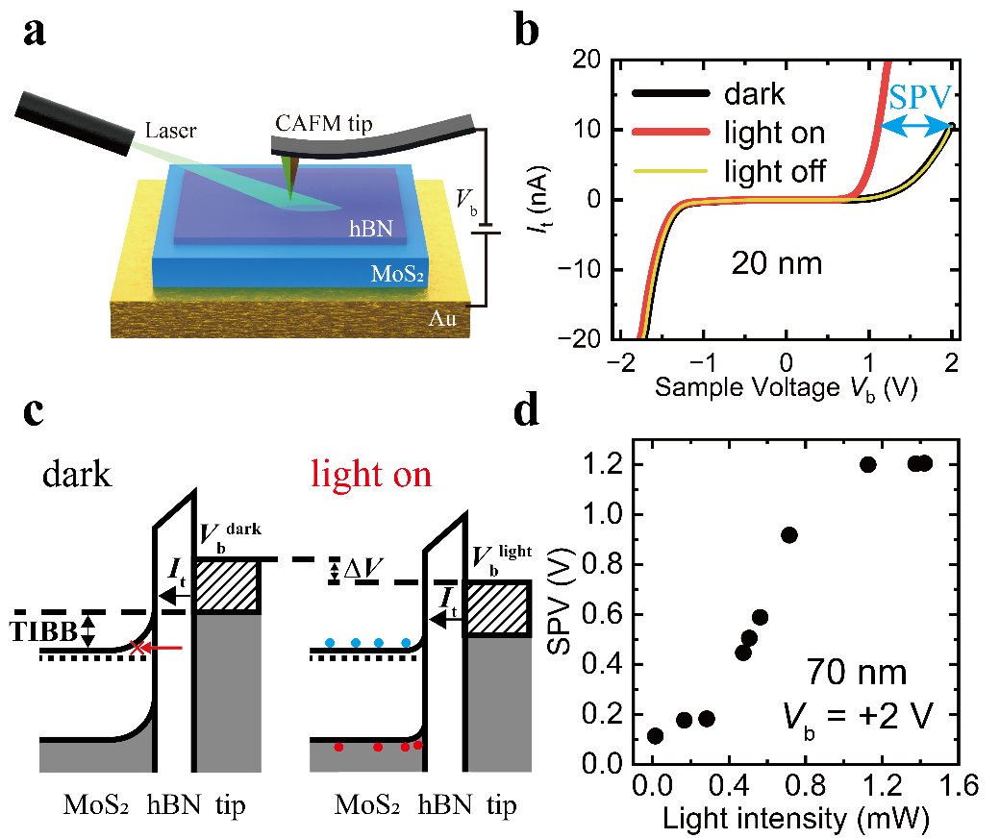 a
Laser
CAFM tip
V_b
hBN
MoS₂
Au
b
20
10
0
−10
−20
I_t (nA)
dark
light on
light off
SPV
20 nm
−2 −1 0 1 2
Sample Voltage V_b (V)
c
dark
light on
V_b^dark
V_b^light
ΔV
I_t
I_t
TIBB
MoS₂ hBN tip
MoS₂ hBN tip
d
1.2
1.0
0.8
0.6
0.4
0.2
0.0
SPV (V)
70 nm
V_b = +2 V
0.0 0.4 0.8 1.2 1.6
Light intensity (mW)